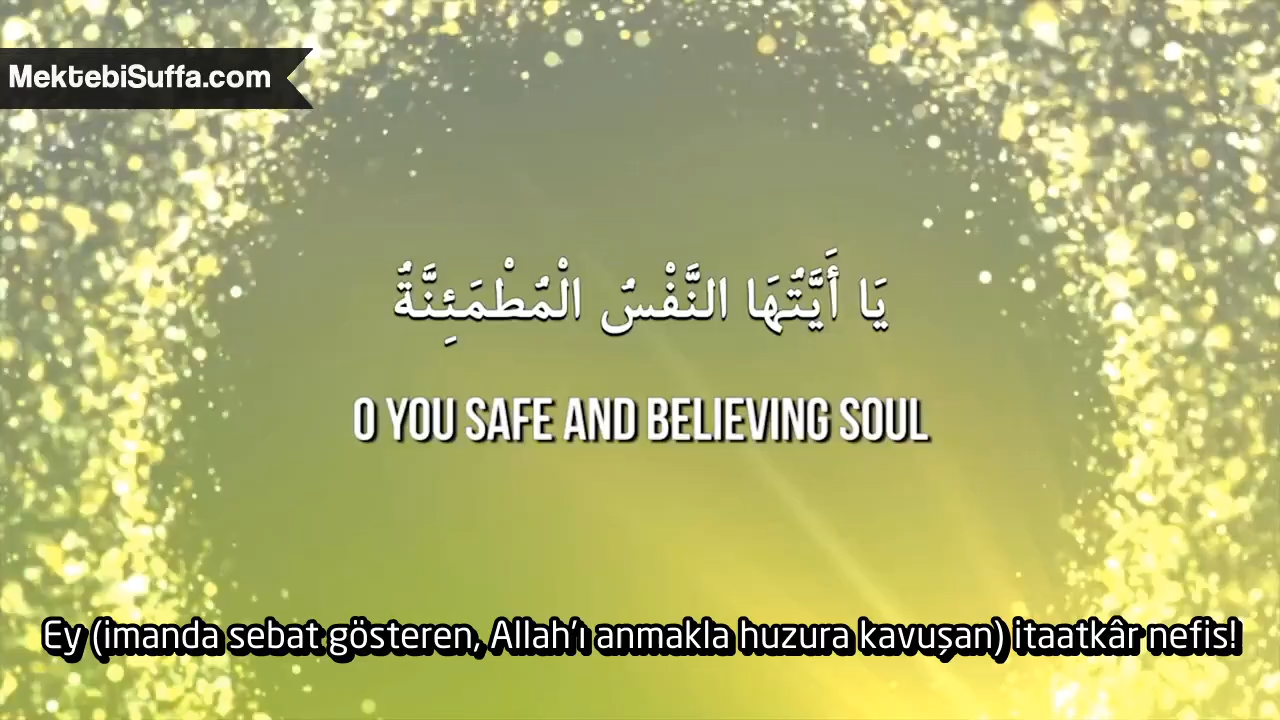 MektebiSuffa.com
يَا أَيَّتُهَا النَّفْسُ الْمُطْمَئِنَّةُ
O YOU SAFE AND BELIEVING SOUL
Ey (imanda sebat gösteren, Allah’ı anmakla huzura kavuşan) itaatkâr nefis!